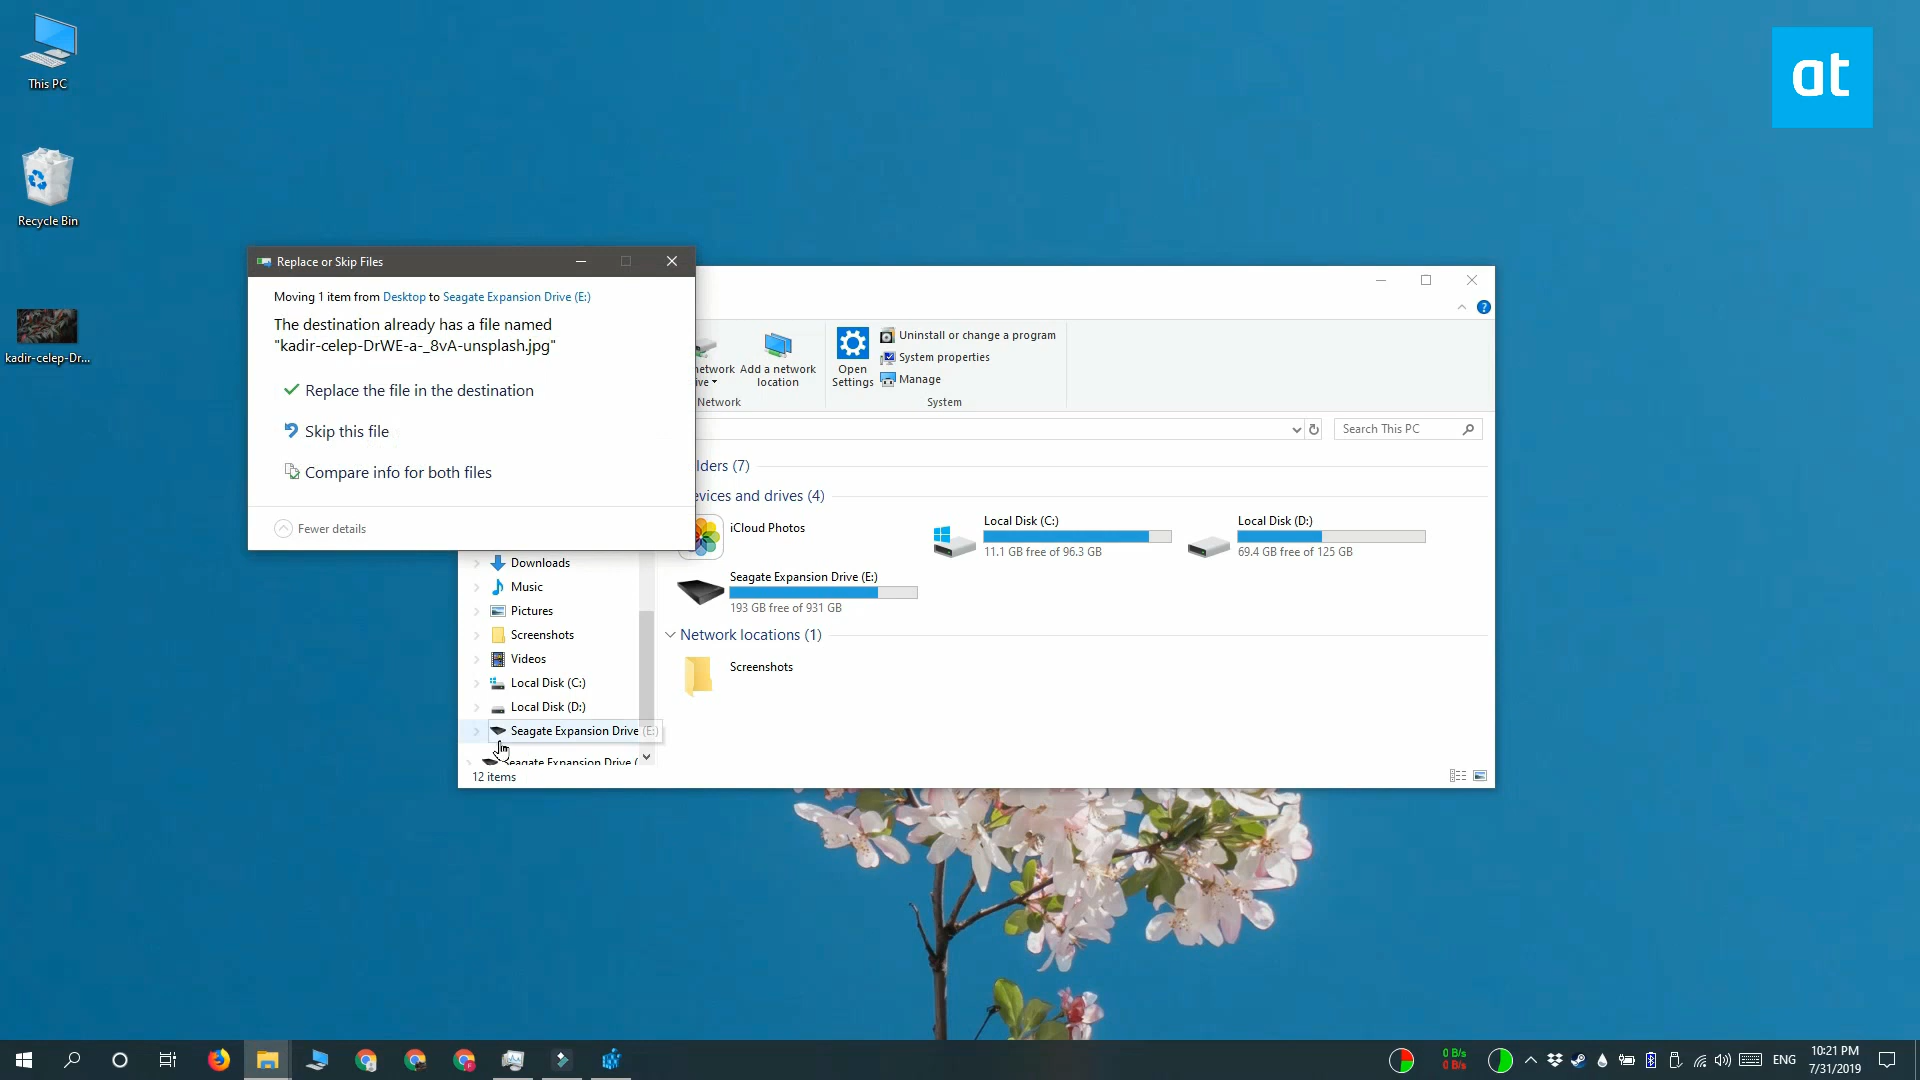 This PC
at
Recycle Bin
kadir-celep-Dr...
Replace or Skip Files
Moving 1 item from Desktop to Seagate Expansion Drive (E:)
The destination already has a file named
"kadir-celep-DrWE-a-_8vA-unsplash.jpg"
Replace the file in the destination
Skip this file
Compare info for both files
Fewer details
Add a network
location
Network
Open
Settings
Uninstall or change a program
System properties
Manage
System
Search This PC
lders (7)
evices and drives (4)
iCloud Photos
Local Disk (C:)
11.1 GB free of 96.3 GB
Local Disk (D:)
69.4 GB free of 125 GB
Seagate Expansion Drive (E:)
193 GB free of 931 GB
Network locations (1)
Screenshots
Downloads
Music
Pictures
Screenshots
Videos
Local Disk (C:)
Local Disk (D:)
Seagate Expansion Drive (E:)
Seagate Expansion Drive (
12 items
0 B/s
0 B/s
ENG
10:21 PM
7/31/2019